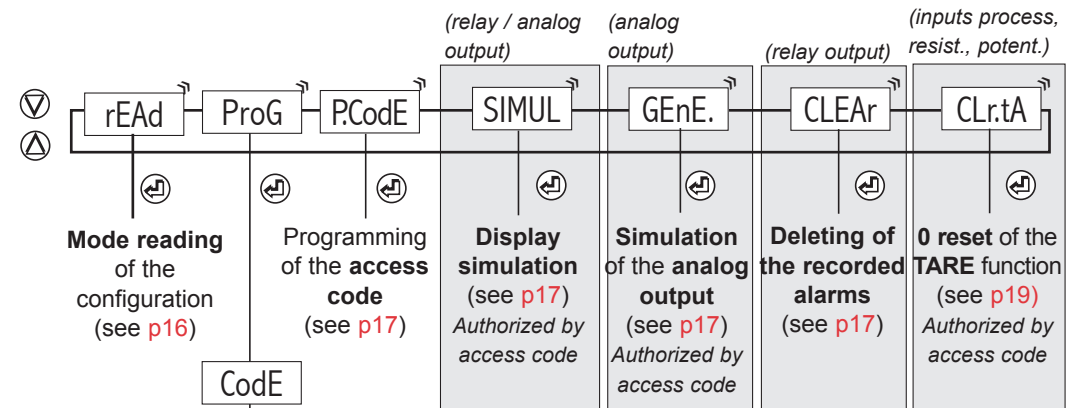 (relay / analog
output)
(analog
output)
(relay output)
(inputs process,
resist., potent.)
rEAd
ProG
P.CodE
SIMUL
GEnE.
CLEAr
CLr.tA
Mode reading
of the
configuration
(see p16)
Programming
of the access
code
(see p17)
Display
simulation
(see p17)
Authorized by
access code
Simulation
of the analog
output
(see p17)
Authorized by
access code
Deleting of
the recorded
alarms
(see p17)
0 reset of the
TARE function
(see p19)
Authorized by
access code
CodE